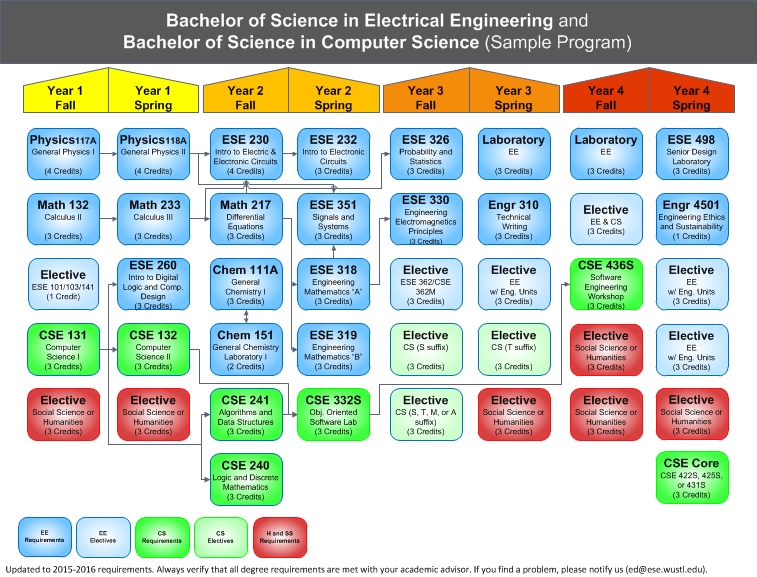 Bachelor of Science in Electrical Engineering and
Bachelor of Science in Computer Science (Sample Program)
Year 1
Fall
Year 1
Spring
Year 2
Fall
Year 2
Spring
Year 3
Fall
Year 3
Spring
Year 4
Fall
Year 4
Spring
Physics117A
General Physics I
(4 Credits)
Physics118A
General Physics II
(4 Credits)
ESE 230
Intro to Electric &
Electronic Circuits
(4 Credits)
ESE 232
Intro to Electronic
Circuits
(3 Credits)
ESE 326
Probability and
Statistics
(3 Credits)
Laboratory
EE
(3 Credits)
Laboratory
EE
(3 Credits)
ESE 498
Senior Design
Laboratory
(3 Credits)
Math 132
Calculus II
(3 Credits)
Math 233
Calculus III
(3 Credits)
Math 217
Differential
Equations
(3 Credits)
ESE 351
Signals and
Systems
(3 Credits)
ESE 330
Engineering
Electromagnetics
Principles
(3 Credits)
Engr 310
Technical
Writing
(3 Credits)
Elective
EE & CS
(3 Credits)
Engr 4501
Engineering Ethics
and Sustainability
(1 Credit)
Elective
ESE 101/103/141
(1 Credit)
ESE 260
Intro to Digital
Logic and Comp.
Design
(3 Credits)
Chem 111A
General
Chemistry I
(3 Credits)
ESE 318
Engineering
Mathematics "A"
(3 Credits)
Elective
ESE 362/CSE
362M
(3 Credits)
Elective
EE
w/ Eng. Units
(3 Credits)
CSE 436S
Software
Engineering
Workshop
(3 Credits)
Elective
EE
w/ Eng. Units
(3 Credits)
CSE 131
Computer
Science I
(3 Credits)
CSE 132
Computer
Science II
(3 Credits)
Chem 151
General Chemistry
Laboratory I
(2 Credits)
ESE 319
Engineering
Mathematics "B"
(3 Credits)
Elective
CS (S suffix)
(3 Credits)
Elective
CS (T suffix)
(3 Credits)
Elective
Social Science or
Humanities
(3 Credits)
Elective
EE
w/ Eng. Units
(3 Credits)
Elective
Social Science or
Humanities
(3 Credits)
Elective
Social Science or
Humanities
(3 Credits)
CSE 241
Algorithms and
Data Structures
(3 Credits)
CSE 332S
Obj. Oriented
Software Lab
(3 Credits)
Elective
CS (S, T, M, or A
suffix)
(3 Credits)
Elective
Social Science or
Humanities
(3 Credits)
Elective
Social Science or
Humanities
(3 Credits)
Elective
Social Science or
Humanities
(3 Credits)
CSE 240
Logic and Discrete
Mathematics
(3 Credits)
CSE Core
CSE 422S, 425S,
or 431S
(3 Credits)
EE
Requirements
EE
Electives
CS
Requirements
CS
Electives
H and SS
Requirements
Updated to 2015-2016 requirements. Always verify that all degree requirements are met with your academic advisor. If you find a problem, please notify us (ed@ese.wustl.edu).